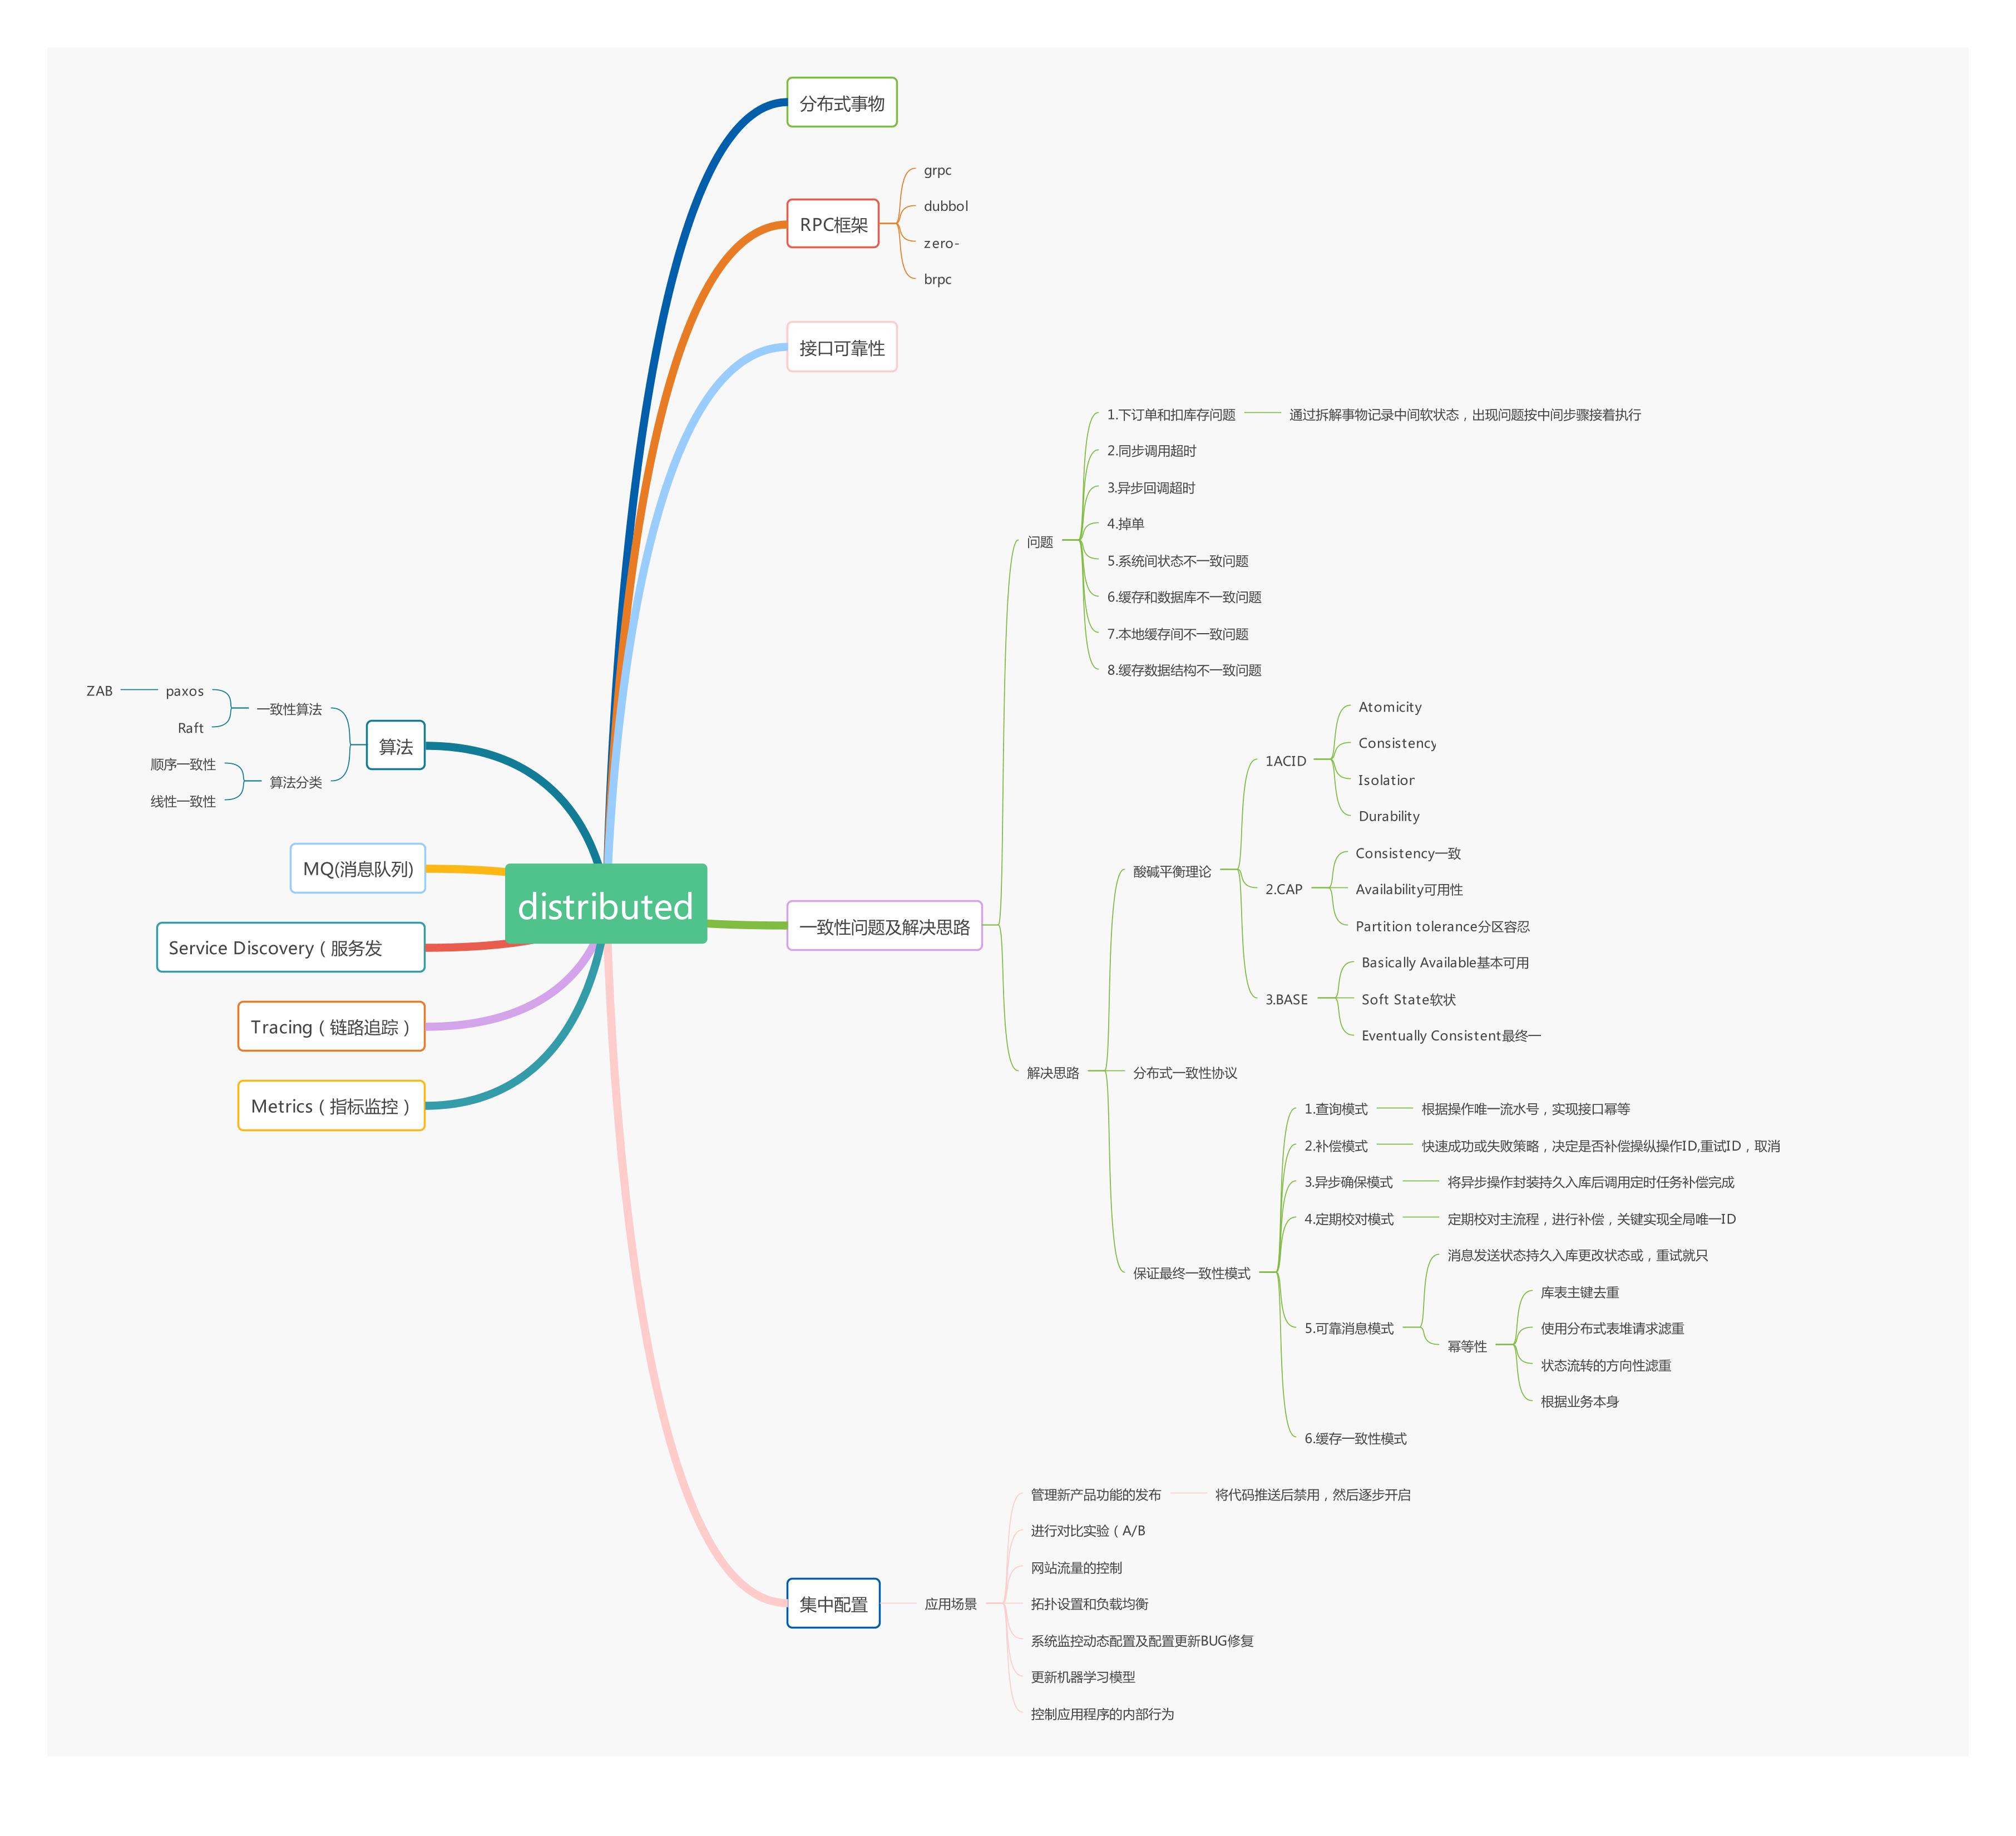 distributed
分布式事物
RPC框架
grpc
dubbol
zero-
brpc
接口可靠性
一致性问题及解决思路
问题
1.下订单和扣库存问题
通过拆解事物记录中间软状态，出现问题按中间步骤接着执行
2.同步调用超时
3.异步回调超时
4.掉单
5.系统间状态不一致问题
6.缓存和数据库不一致问题
7.本地缓存间不一致问题
8.缓存数据结构不一致问题
解决思路
酸碱平衡理论
1ACID
Atomicity
Consistency
Isolatior
Durability
2.CAP
Consistency一致
Availability可用性
Partition tolerance分区容忍
3.BASE
Basically Available基本可用
Soft State软状
Eventually Consistent最终一
分布式一致性协议
保证最终一致性模式
1.查询模式
根据操作唯一流水号，实现接口幂等
2.补偿模式
快速成功或失败策略，决定是否补偿操纵操作ID,重试ID，取消
3.异步确保模式
将异步操作封装持久入库后调用定时任务补偿完成
4.定期校对模式
定期校对主流程，进行补偿，关键实现全局唯一ID
5.可靠消息模式
消息发送状态持久入库更改状态或，重试就只
幂等性
库表主键去重
使用分布式表堆请求滤重
状态流转的方向性滤重
根据业务本身
6.缓存一致性模式
集中配置
应用场景
管理新产品功能的发布
将代码推送后禁用，然后逐步开启
进行对比实验（A/B
网站流量的控制
拓扑设置和负载均衡
系统监控动态配置及配置更新BUG修复
更新机器学习模型
控制应用程序的内部行为
算法
一致性算法
paxos
ZAB
Raft
算法分类
顺序一致性
线性一致性
MQ(消息队列)
Service Discovery（服务发
Tracing（链路追踪）
Metrics（指标监控）